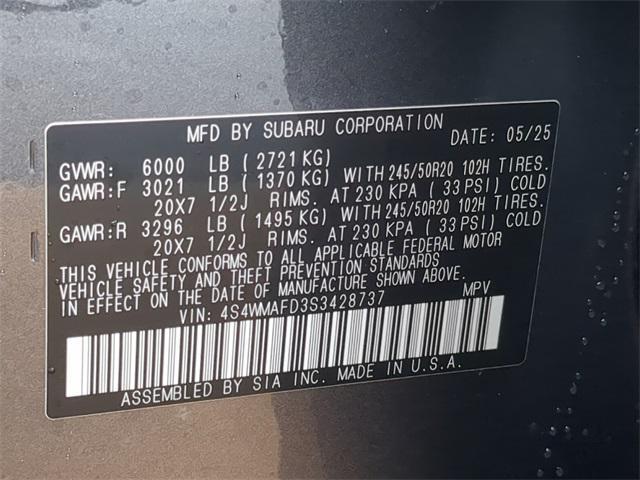 MFD BY SUBARU CORPORATION DATE: 05/25
GVWR: 6000 LB ( 2721 KG)
GAWR:F 3021 LB ( 1370 KG) WITH 245/50R20 102H TIRES.
20X7 1/2J RIMS. AT 230 KPA ( 33 PSI) COLD
GAWR:R 3296 LB ( 1495 KG) WITH 245/50R20 102H TIRES.
20X7 1/2J RIMS. AT 230 KPA ( 33 PSI) COLD
THIS VEHICLE CONFORMS TO ALL APPLICABLE FEDERAL MOTOR
VEHICLE SAFETY AND THEFT PREVENTION STANDARDS
IN EFFECT ON THE DATE OF MANUFACTURE SHOWN ABOVE.
VIN: 4S4WMAFD3S3428737 MPV
ASSEMBLED BY SIA INC. MADE IN U.S.A.